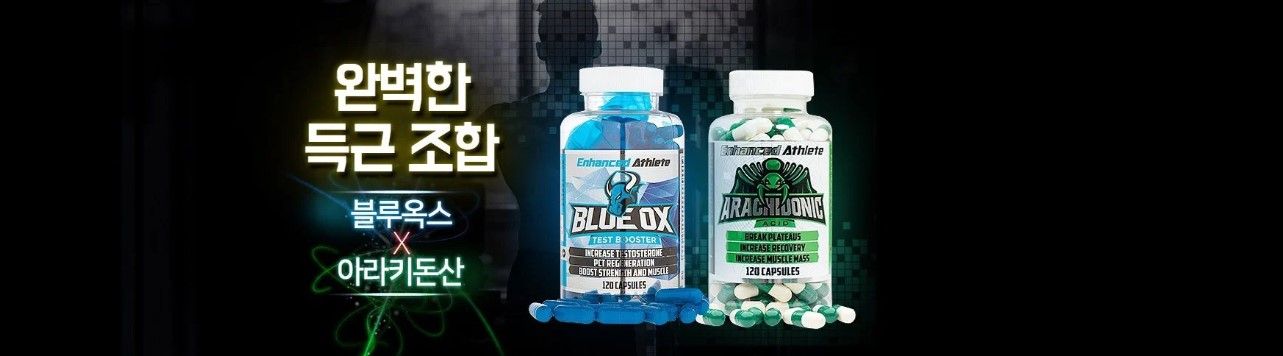 완벽한
득근 조합
블루옥스
X
아라키돈산
Enhanced Athlete
BLUE OX
TEST BOOSTER
INCREASE TESTOSTERONE
PCT REGENERATION
BOOST STRENGTH AND MUSCLE
120 CAPSULES
Enhanced Athlete
ARACHIDONIC
ACID
BREAK PLATEAUS
INCREASE RECOVERY
INCREASE MUSCLE MASS
120 CAPSULES